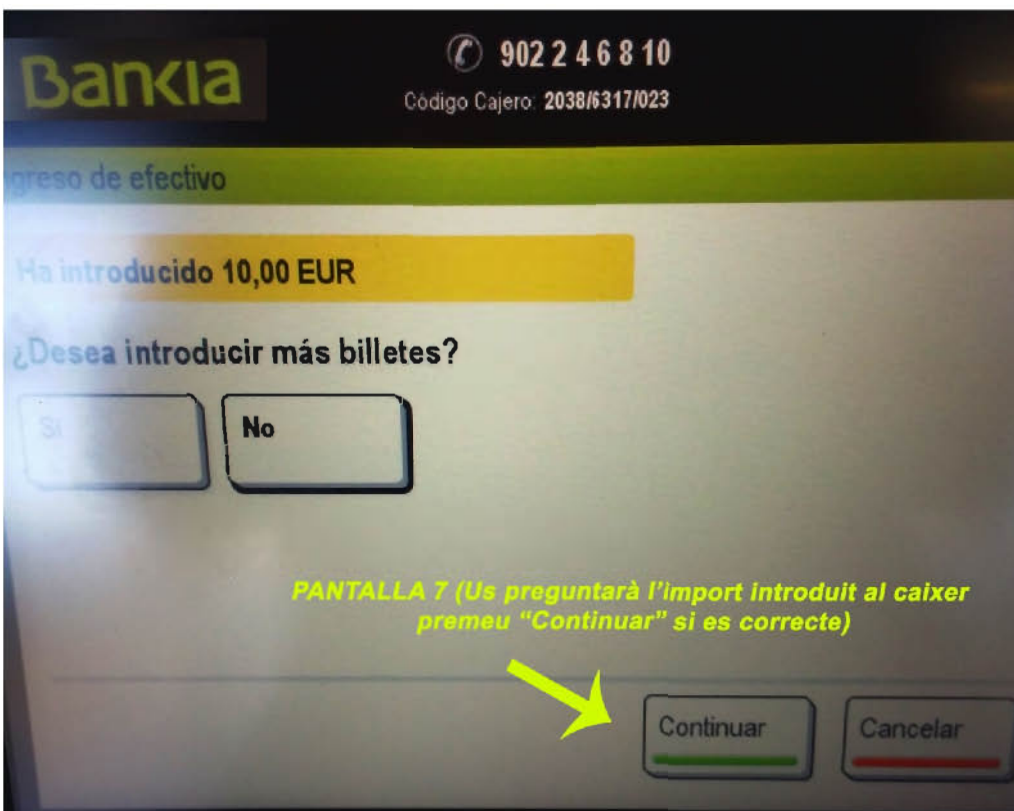 Bankia
902 2 4 6 8 10
Código Cajero: 2038/6317/023
ngreso de efectivo
Ha introducido 10,00 EUR
¿Desea introducir más billetes?
Sí
No
PANTALLA 7 (Us preguntarà l'import introduit al caixer
premeu "Continuar" si es correcte)
Continuar
Cancelar